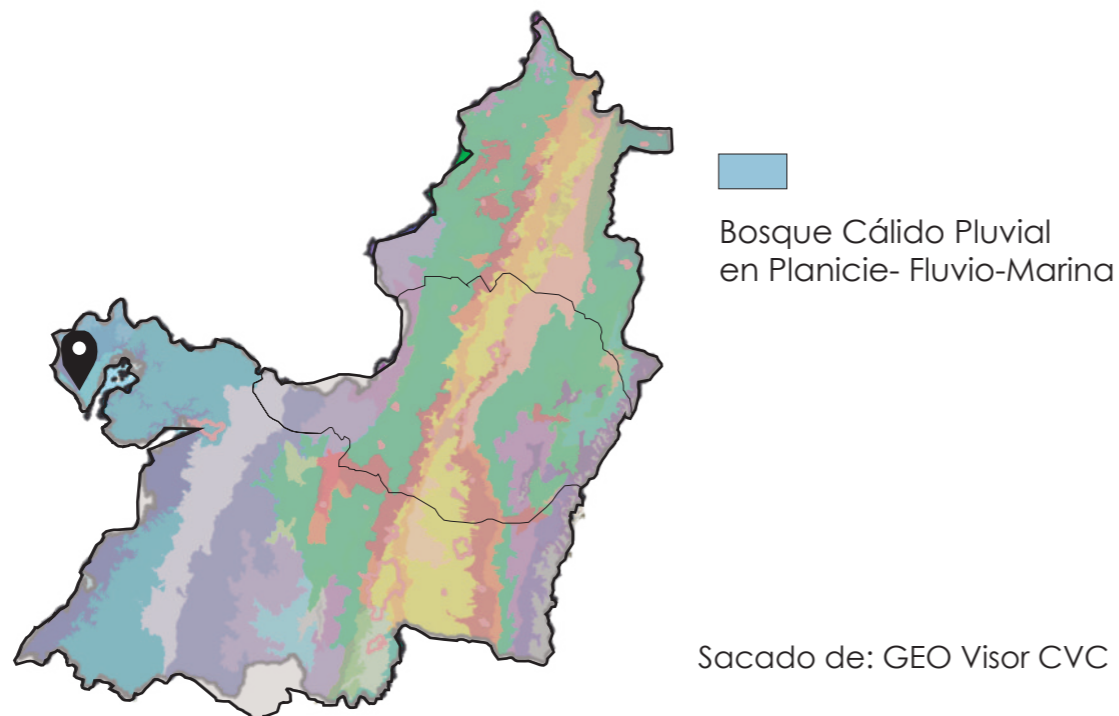 Bosque Cálido Pluvial
en Planicie- Fluvio-Marina
Sacado de: GEO Visor CVC